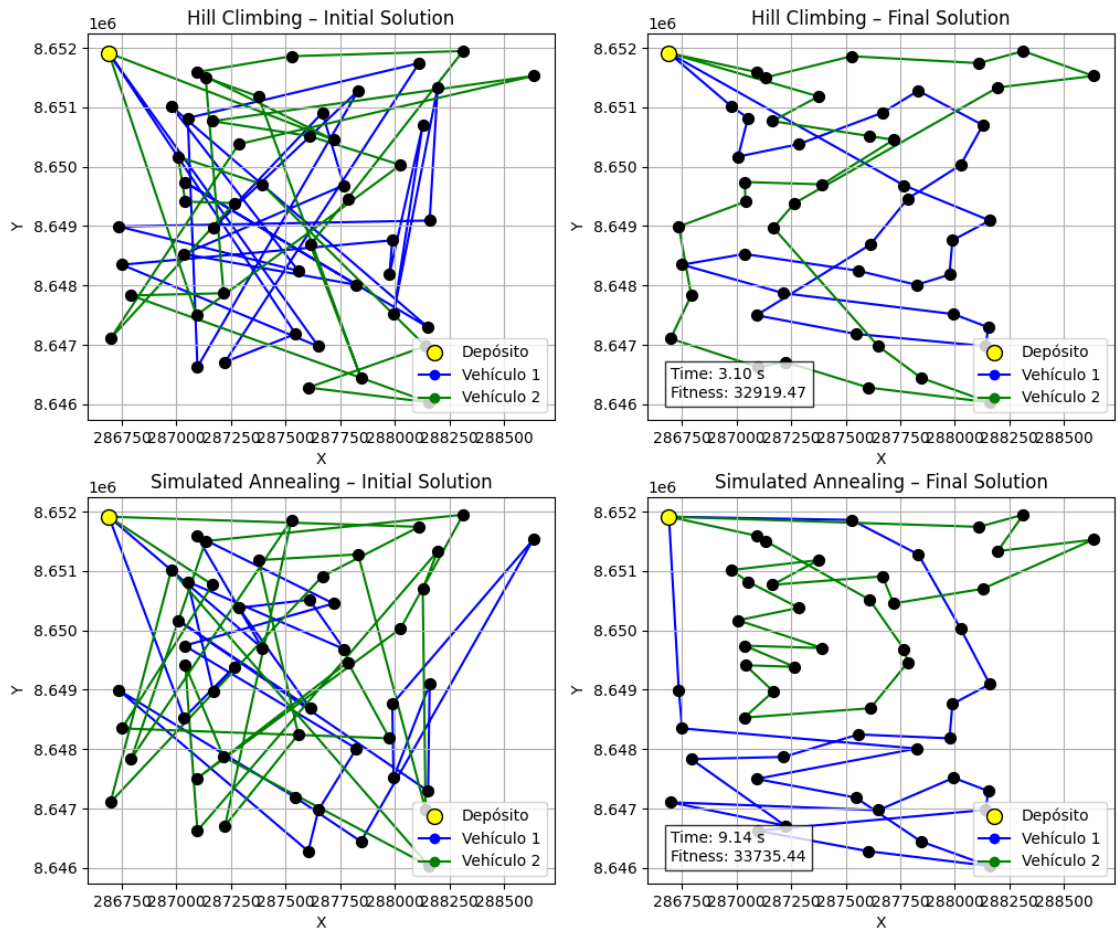 Hill Climbing – Initial Solution
1e6
8.652
8.651
8.650
8.649
8.648
8.647
8.646
Y
286750
287000
287250
287500
287750
288000
288250
288500
X
Depósito
Vehículo 1
Vehículo 2
Hill Climbing – Final Solution
1e6
8.652
8.651
8.650
8.649
8.648
8.647
8.646
Y
286750
287000
287250
287500
287750
288000
288250
288500
X
Time: 3.10 s
Fitness: 32919.47
Depósito
Vehículo 1
Vehículo 2
Simulated Annealing – Initial Solution
1e6
8.652
8.651
8.650
8.649
8.648
8.647
8.646
Y
286750
287000
287250
287500
287750
288000
288250
288500
X
Depósito
Vehículo 1
Vehículo 2
Simulated Annealing – Final Solution
1e6
8.652
8.651
8.650
8.649
8.648
8.647
8.646
Y
286750
287000
287250
287500
287750
288000
288250
288500
X
Time: 9.14 s
Fitness: 33735.44
Depósito
Vehículo 1
Vehículo 2